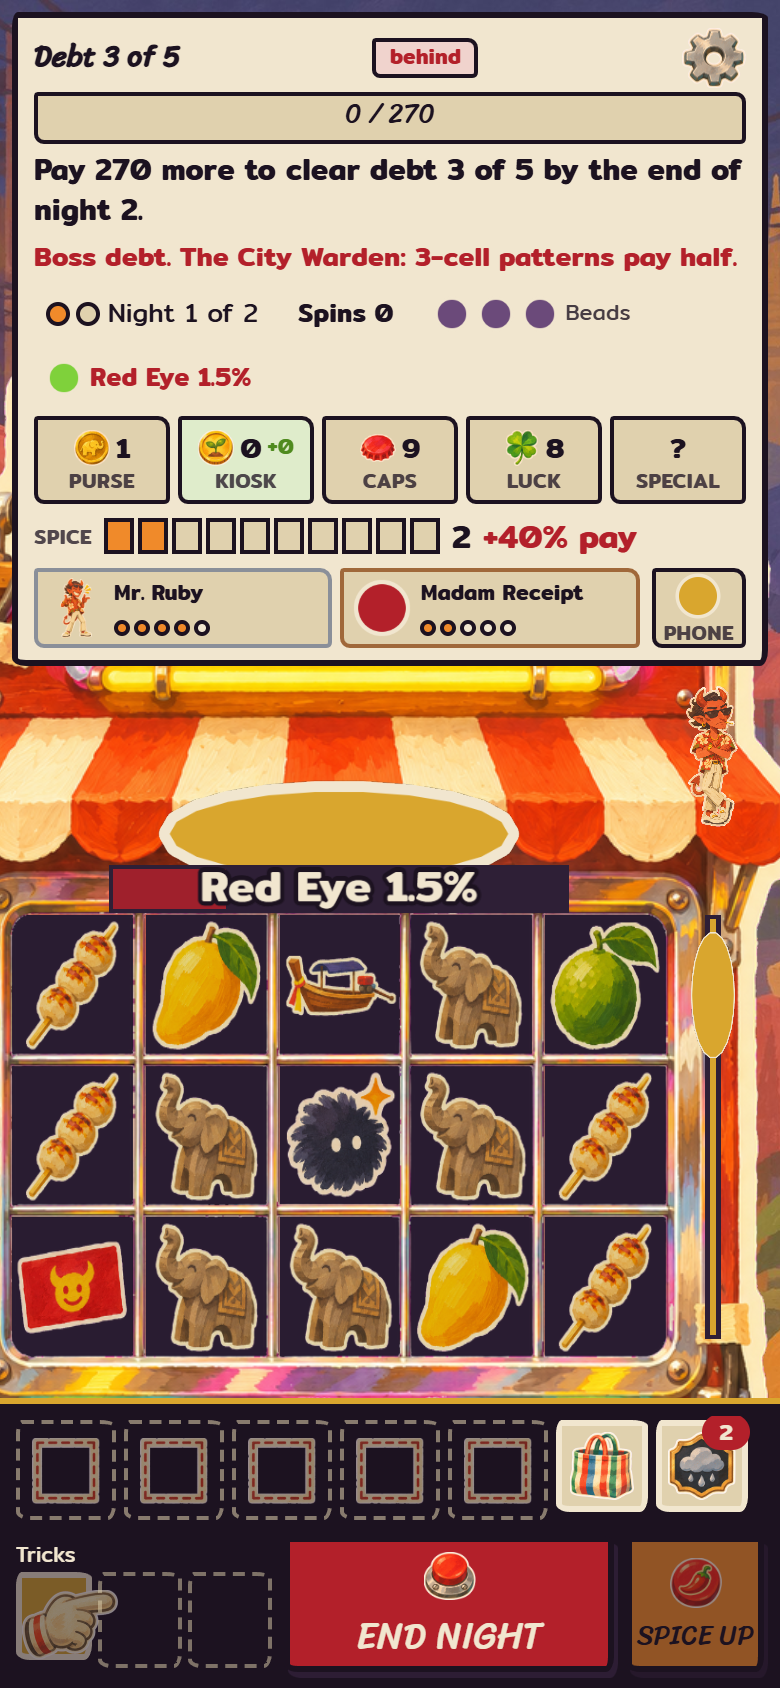 Debt 3 of 5
behind
0 / 270
Pay 270 more to clear debt 3 of 5 by the end of
night 2.
Boss debt. The City Warden: 3-cell patterns pay half.
Night 1 of 2 Spins 0 Beads
Red Eye 1.5%
1 0 +0 9 8 ?
PURSE KIOSK CAPS LUCK SPECIAL
SPICE 2 +40% pay
Mr. Ruby Madam Receipt
PHONE
Red Eye 1.5%
2
Tricks
END NIGHT SPICE UP